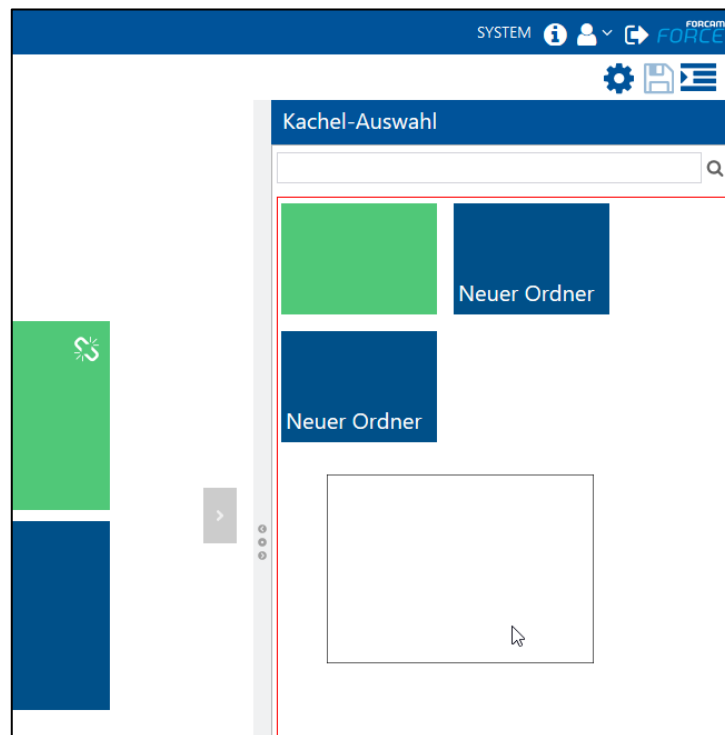 SYSTEM
FORCAM
FORCE
Kachel-Auswahl
Neuer Ordner
Neuer Ordner